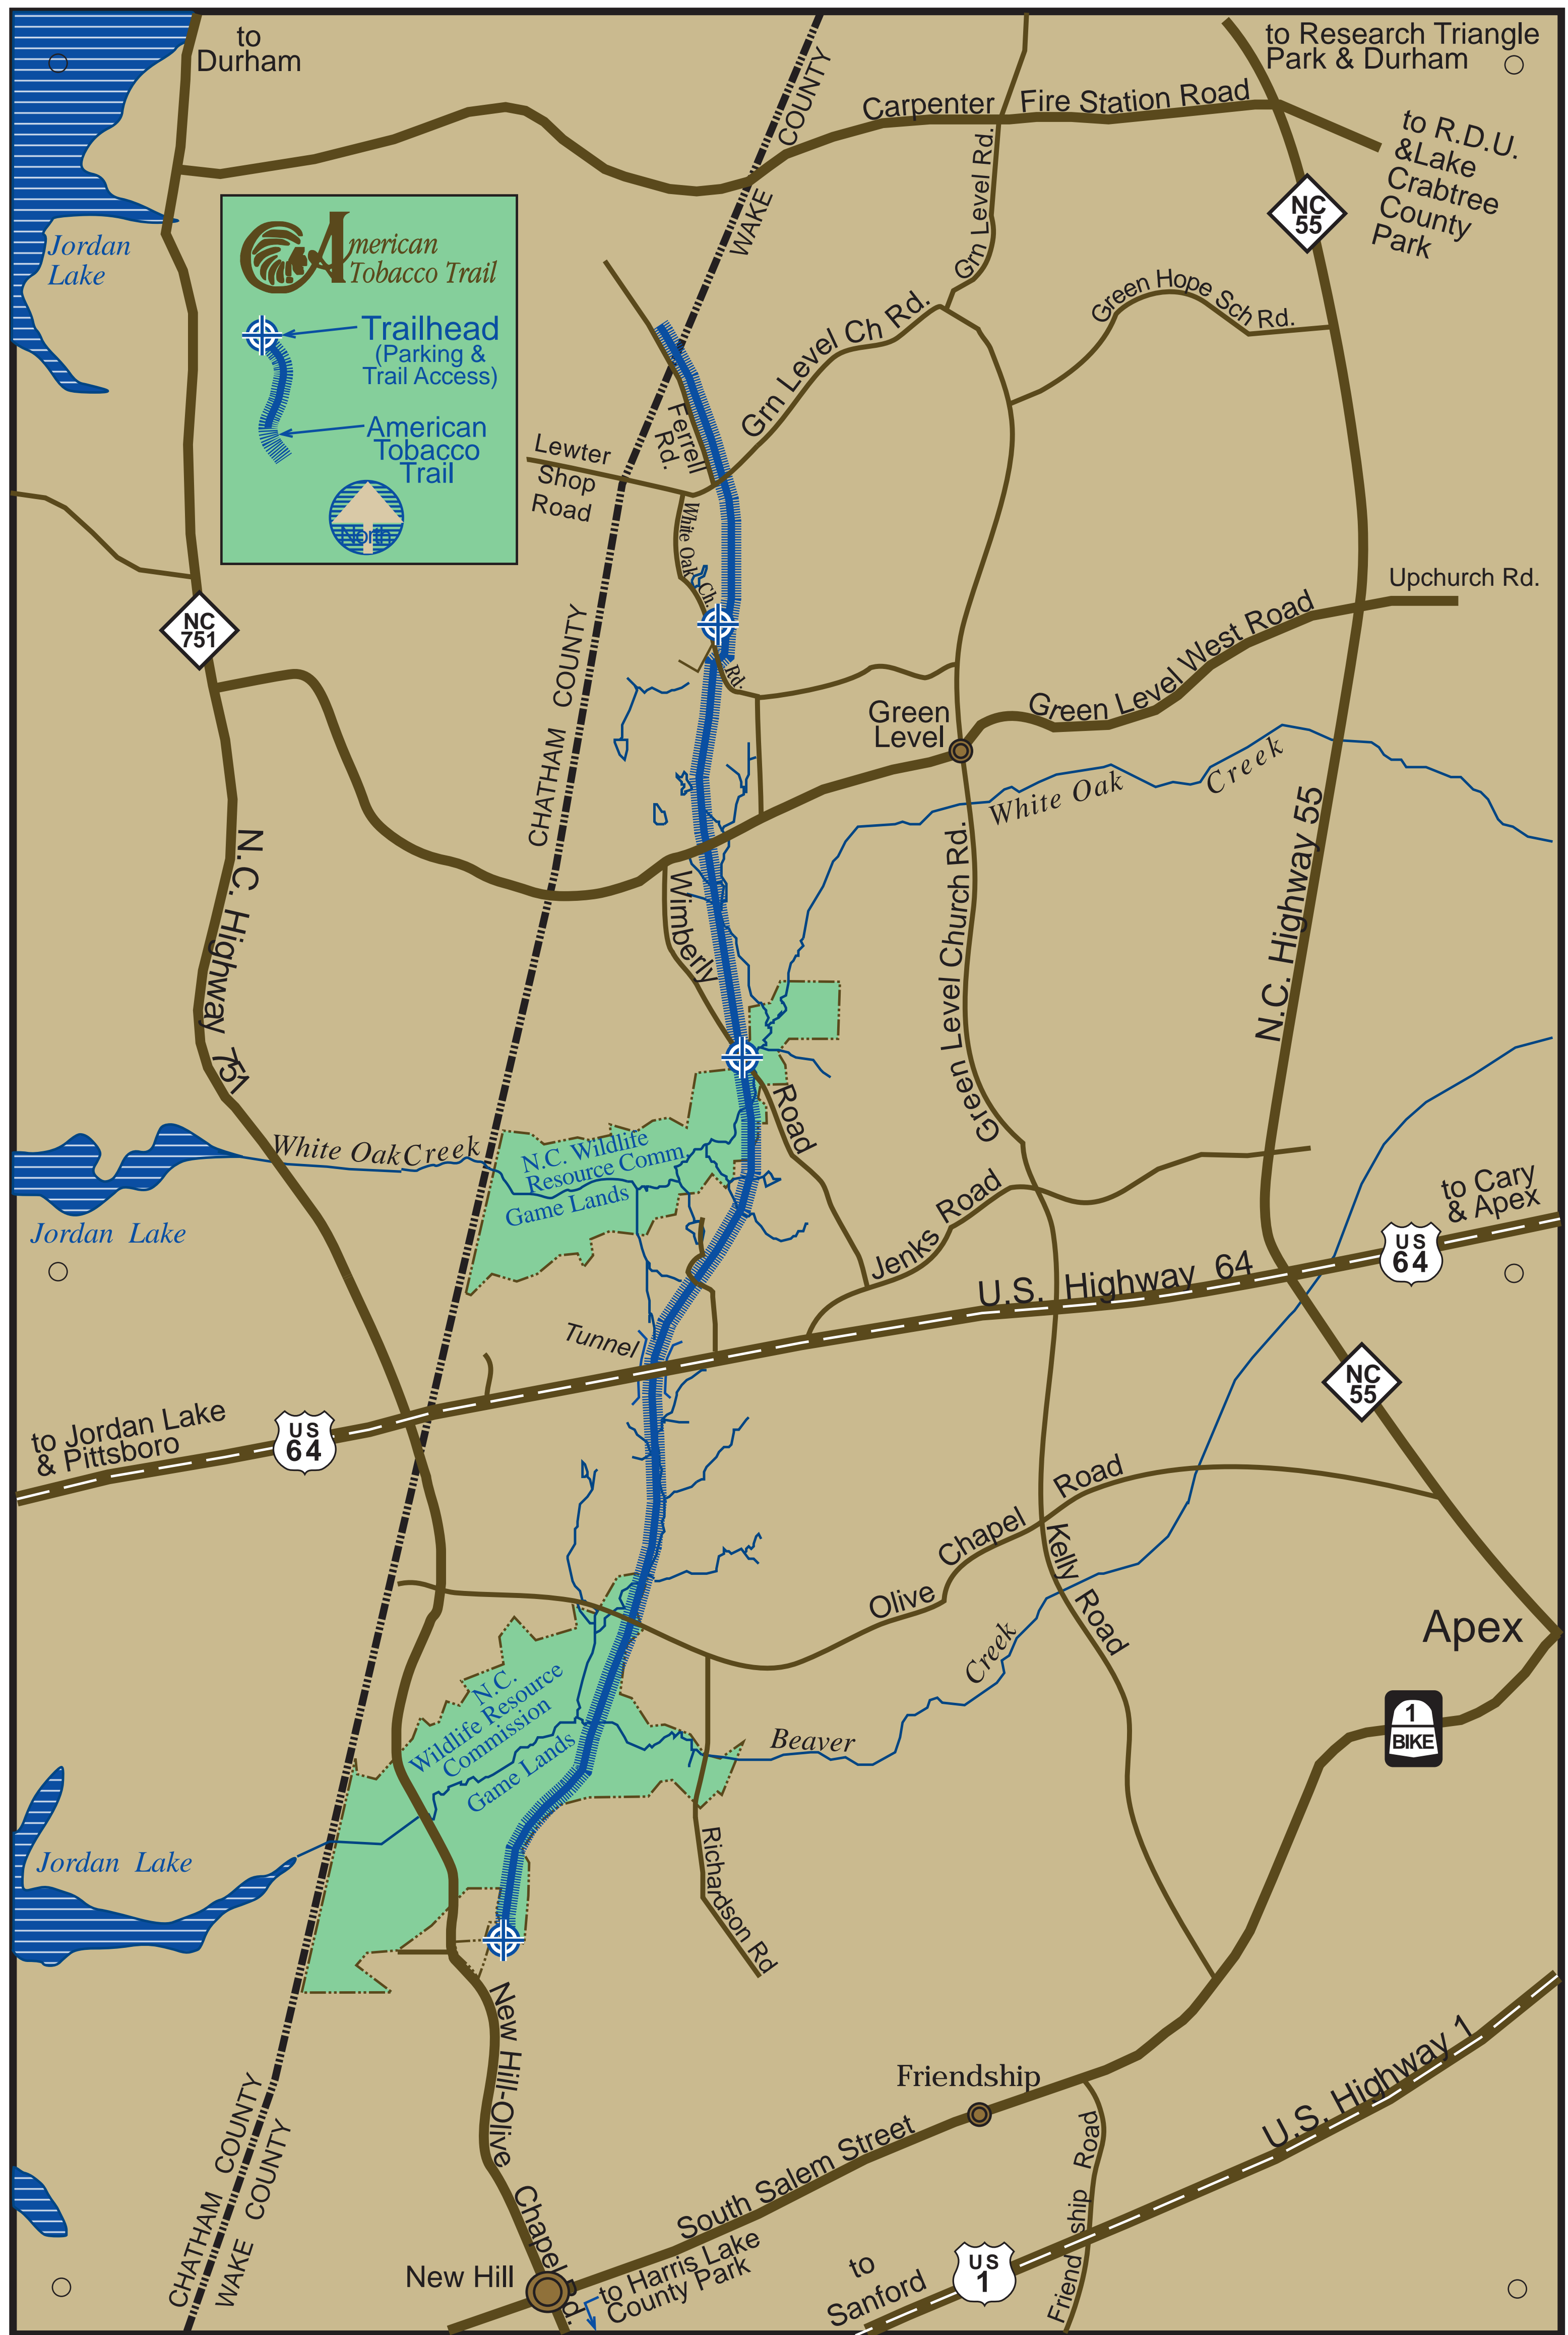 to
Durham
to Research Triangle
Park & Durham
COUNTY
WAKE
Carpenter Fire Station Road
to R.D.U.
&Lake
Crabtree
County
Park
NC
55
Grn Level Rd.
Jordan
Lake
American
Tobacco Trail
Trailhead
(Parking &
Trail Access)
American
Tobacco
Trail
North
Green Hope Sch Rd.
Grn Level Ch Rd.
Ferrell
Rd.
Lewter
Shop
Road
White Oak Ch. Rd.
Upchurch Rd.
NC
751
CHATHAM COUNTY
Green Level West Road
Green
Level
White Oak Creek
N.C. Highway 751
N.C. Highway 55
Wimberly Road
Green Level Church Rd.
White Oak Creek
N.C. Wildlife
Resource Comm.
Game Lands
Jordan Lake
Jenks Road
to Cary
& Apex
US
64
U.S. Highway 64
Tunnel
NC
55
to Jordan Lake
& Pittsboro
US
64
Olive Chapel Road
Kelly Road
Apex
N.C.
Wildlife Resource
Commission
Game Lands
Beaver Creek
1
BIKE
Jordan Lake
Richardson Rd
New Hill-Olive Chapel Rd.
Friendship
South Salem Street
U.S. Highway 1
Friendship Road
CHATHAM COUNTY
WAKE COUNTY
New Hill
to Harris Lake
County Park
to
Sanford
US
1